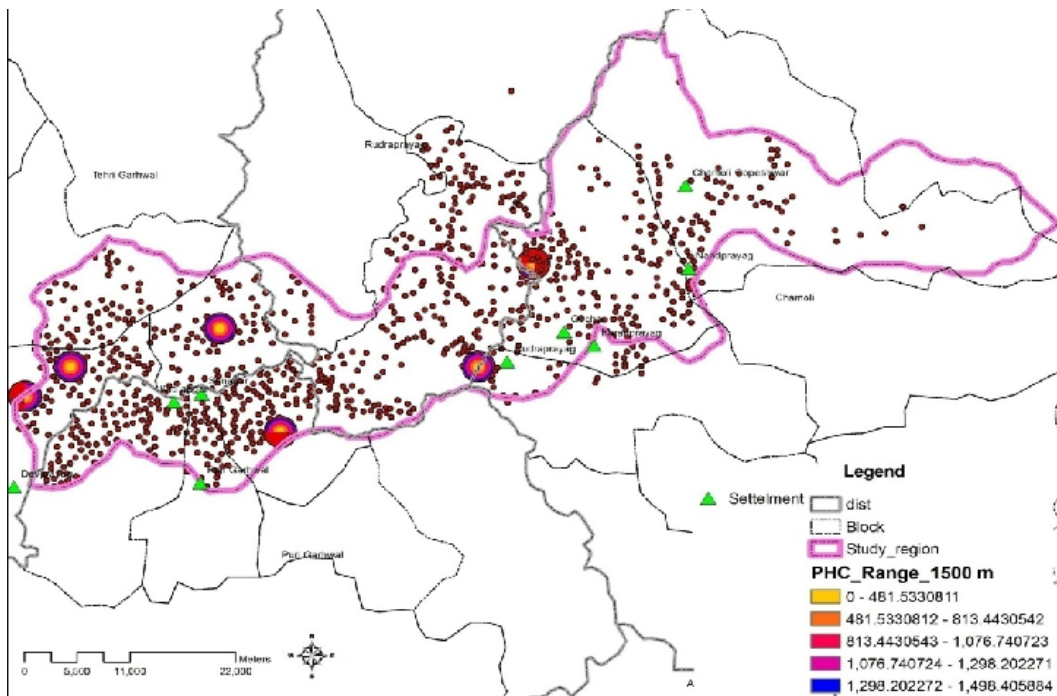 Rudraprayag
Tehri Garhwal
Chamoli Gopeshwar
Nandprayag
Chamoli
Rudraprayag
Pauri Garhwal
Legend
Settelment
dist
Block
Study_region
PHC_Range_1500 m
0 - 481.5330811
481.5330812 - 813.4430542
813.4430543 - 1,076.740723
1,076.740724 - 1,298.202271
1,298.202272 - 1,498.405884
Meters
0 5,500 11,000 22,000
A